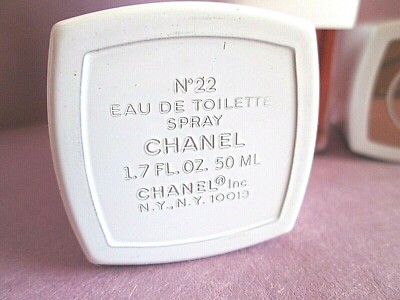 N°22
EAU DE TOILETTE
SPRAY
CHANEL
1.7 FL. OZ. 50 ML
CHANEL® Inc.
N.Y., N.Y. 10019